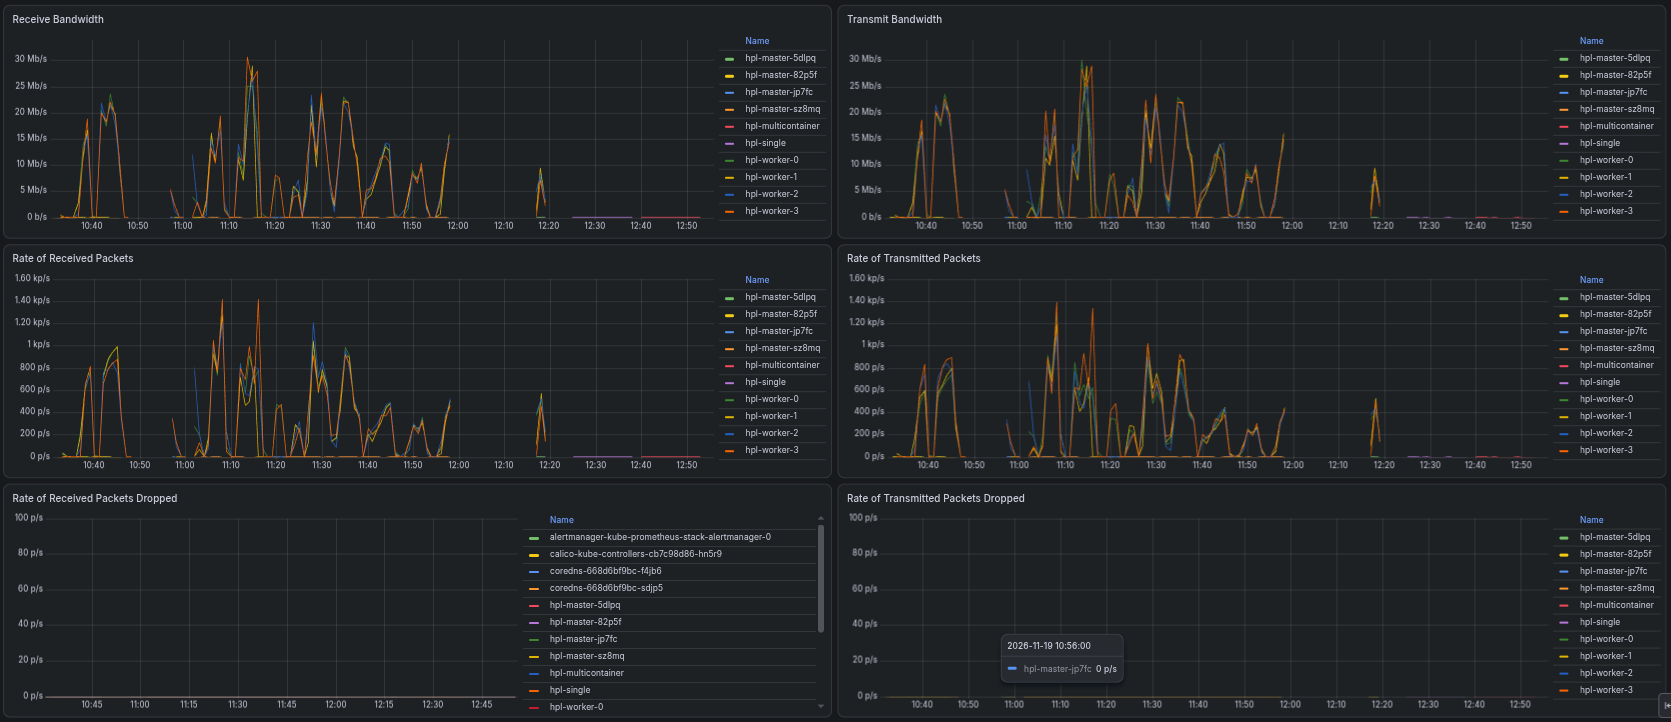 Receive Bandwidth
30 Mb/s
25 Mb/s
20 Mb/s
15 Mb/s
10 Mb/s
5 Mb/s
0 b/s
10:40 10:50 11:00 11:10 11:20 11:30 11:40 11:50 12:00 12:10 12:20 12:30 12:40 12:50
Name
hpl-master-5dlpq
hpl-master-82p5f
hpl-master-jp7fc
hpl-master-sz8mq
hpl-multicontainer
hpl-single
hpl-worker-0
hpl-worker-1
hpl-worker-2
hpl-worker-3
Transmit Bandwidth
30 Mb/s
25 Mb/s
20 Mb/s
15 Mb/s
10 Mb/s
5 Mb/s
0 b/s
10:40 10:50 11:00 11:10 11:20 11:30 11:40 11:50 12:00 12:10 12:20 12:30 12:40 12:50
Name
hpl-master-5dlpq
hpl-master-82p5f
hpl-master-jp7fc
hpl-master-sz8mq
hpl-multicontainer
hpl-single
hpl-worker-0
hpl-worker-1
hpl-worker-2
hpl-worker-3
Rate of Received Packets
1.60 kp/s
1.40 kp/s
1.20 kp/s
1 kp/s
800 p/s
600 p/s
400 p/s
200 p/s
0 p/s
10:40 10:50 11:00 11:10 11:20 11:30 11:40 11:50 12:00 12:10 12:20 12:30 12:40 12:50
Name
hpl-master-5dlpq
hpl-master-82p5f
hpl-master-jp7fc
hpl-master-sz8mq
hpl-multicontainer
hpl-single
hpl-worker-0
hpl-worker-1
hpl-worker-2
hpl-worker-3
Rate of Transmitted Packets
1.60 kp/s
1.40 kp/s
1.20 kp/s
1 kp/s
800 p/s
600 p/s
400 p/s
200 p/s
0 p/s
10:40 10:50 11:00 11:10 11:20 11:30 11:40 11:50 12:00 12:10 12:20 12:30 12:40 12:50
Name
hpl-master-5dlpq
hpl-master-82p5f
hpl-master-jp7fc
hpl-master-sz8mq
hpl-multicontainer
hpl-single
hpl-worker-0
hpl-worker-1
hpl-worker-2
hpl-worker-3
Rate of Received Packets Dropped
100 p/s
80 p/s
60 p/s
40 p/s
20 p/s
0 p/s
10:45 11:00 11:15 11:30 11:45 12:00 12:15 12:30 12:45
Name
alertmanager-kube-prometheus-stack-alertmanager-0
calico-kube-controllers-cb7c98d86-hn5r9
coredns-668d6bf9bc-f4jb6
coredns-668d6bf9bc-sdjp5
hpl-master-5dlpq
hpl-master-82p5f
hpl-master-jp7fc
hpl-master-sz8mq
hpl-multicontainer
hpl-single
hpl-worker-0
Rate of Transmitted Packets Dropped
100 p/s
80 p/s
60 p/s
40 p/s
20 p/s
0 p/s
10:40 10:50 11:00 11:10 11:20 11:30 11:40 11:50 12:00 12:10 12:20 12:30 12:40 12:50
2026-11-19 10:56:00
hpl-master-jp7fc 0 p/s
Name
hpl-master-5dlpq
hpl-master-82p5f
hpl-master-jp7fc
hpl-master-sz8mq
hpl-multicontainer
hpl-single
hpl-worker-0
hpl-worker-1
hpl-worker-2
hpl-worker-3